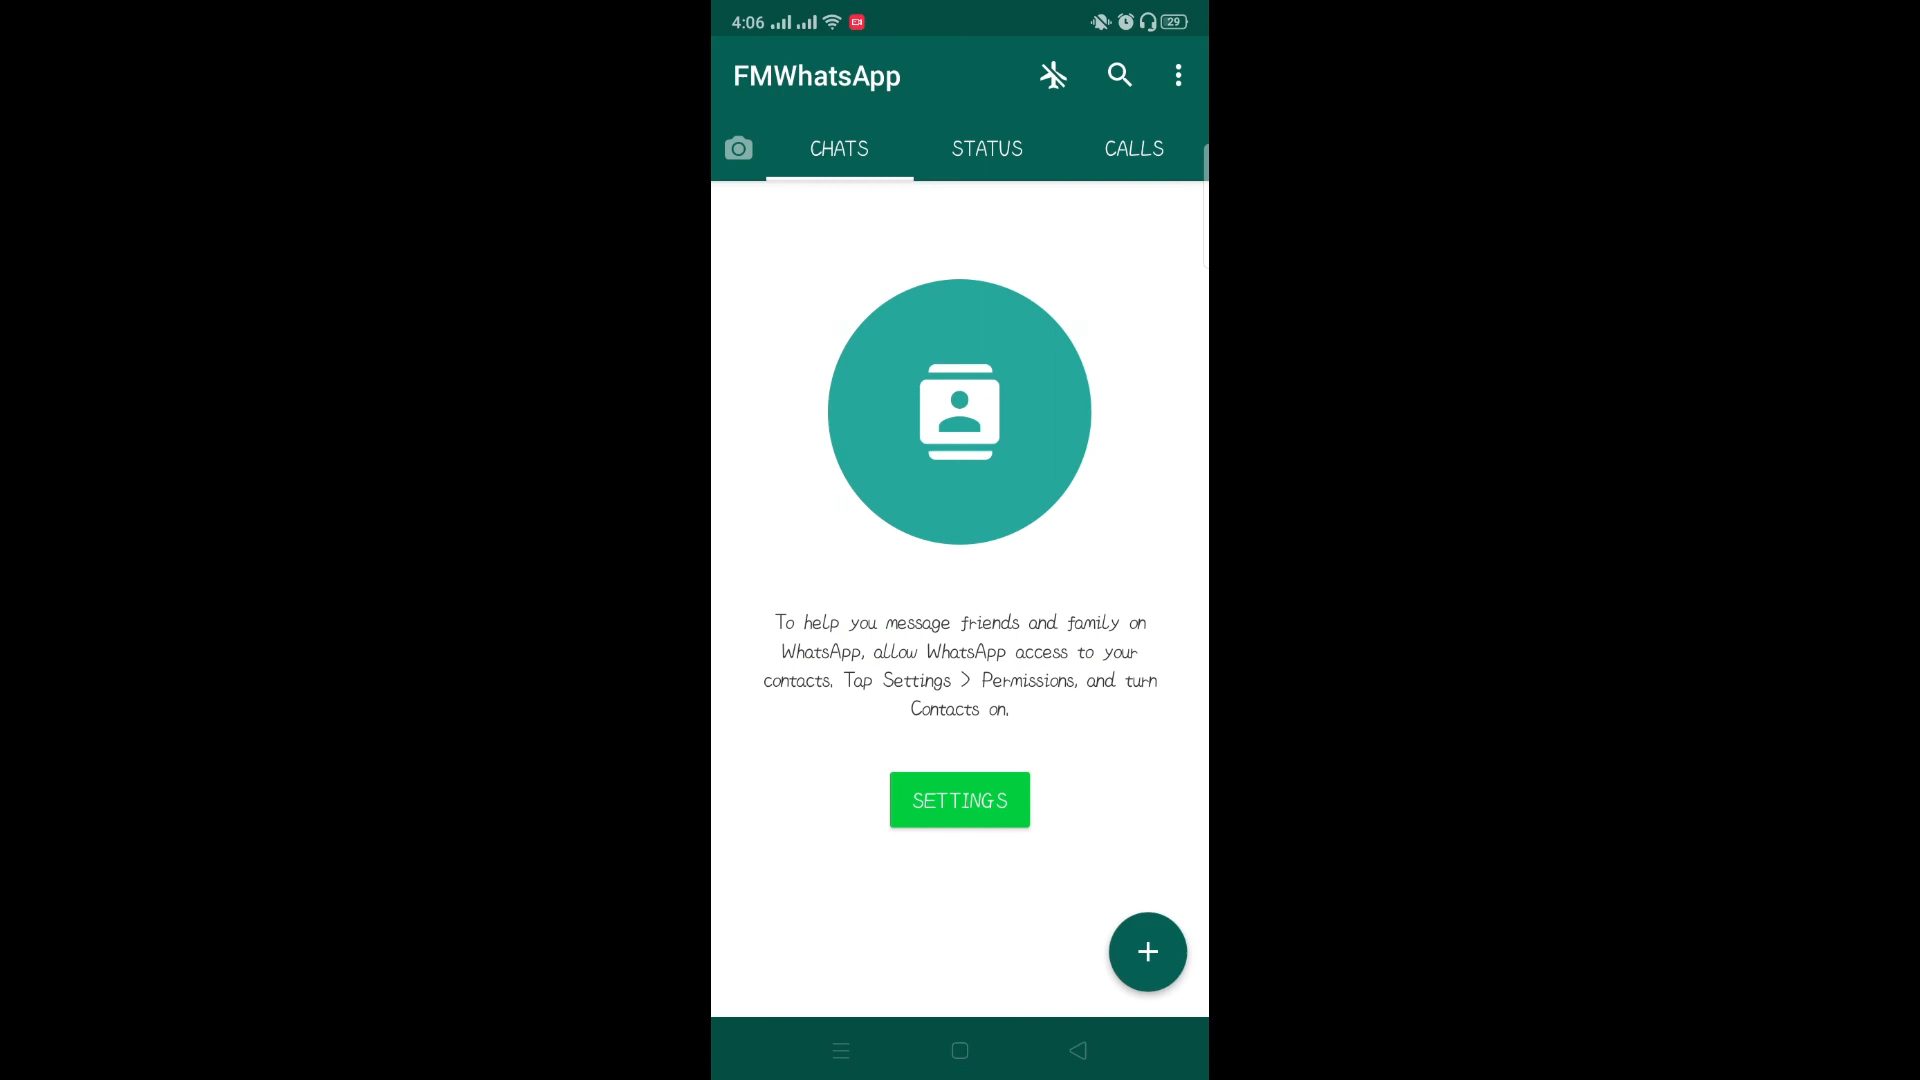 4:06
29
FMWhatsApp
CHATS STATUS CALLS
To help you message friends and family on
WhatsApp, allow WhatsApp access to your
contacts. Tap Settings > Permissions, and turn
Contacts on.
SETTINGS